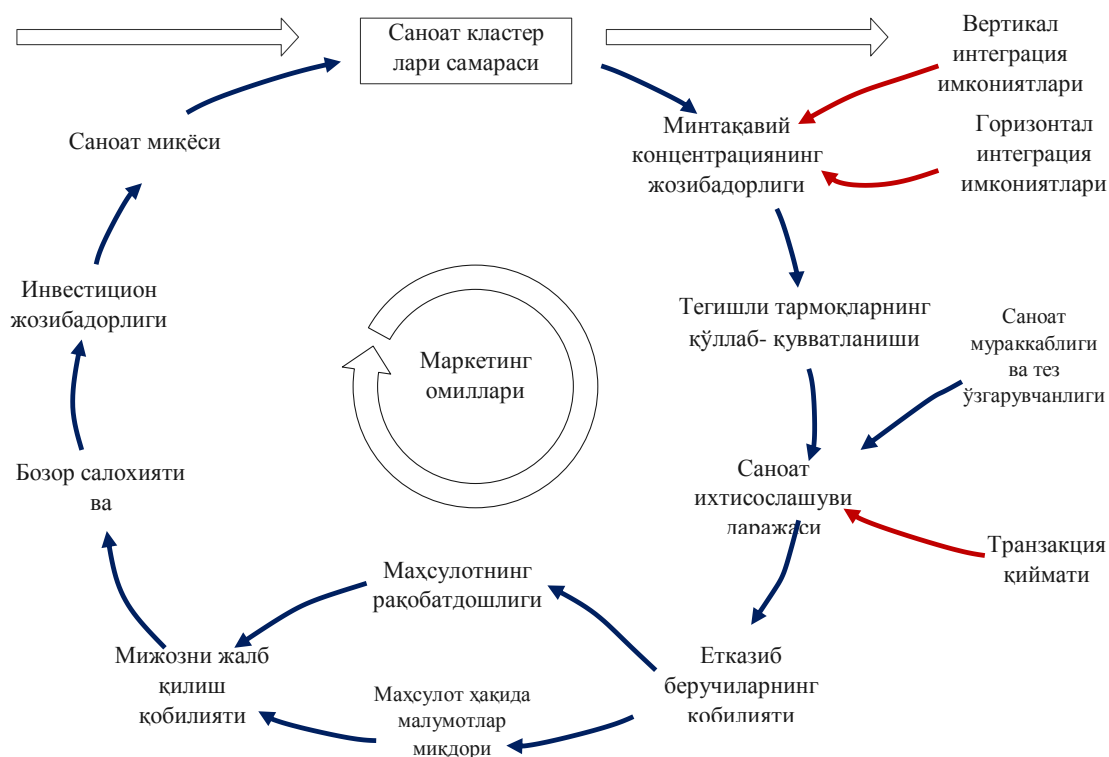 Саноат кластер
лари самараси
Вертикал
интеграция
имкониятлари
Минтақавий
концентрациянинг
жозибадорлиги
Горизонтал
интеграция
имкониятлари
Саноат миқёси
Инвестицион
жозибадорлиги
Тегишли тармоқларнинг
қўллаб- қувватланиши
Саноат
мураккаблиги
ва тез
ўзгарувчанлиги
Маркетинг
омиллари
Бозор салохияти
ва
Саноат
ихтисослашуви
даражаси
Транзакция
қиймати
Маҳсулотнинг
рақобатдошлиги
Мижозни жалб
қилиш
қобилияти
Етказиб
беручиларнинг
қобилияти
Маҳсулот ҳақида
малумотлар
миқдори